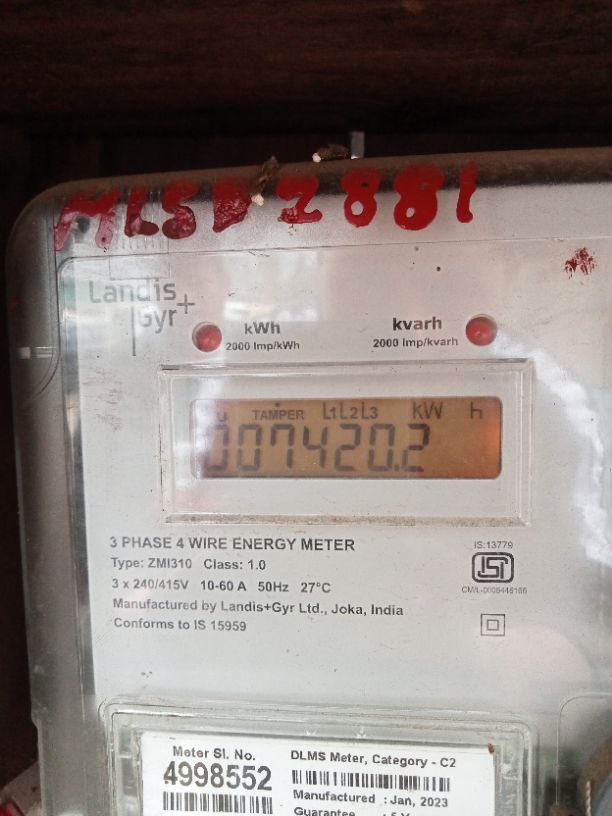 MLSD 2881
Landis+
Gyr
kWh
2000 Imp/kWh
kvarh
2000 Imp/kvarh
TAMPER L1L2L3 kW h
007420.2
3 PHASE 4 WIRE ENERGY METER
Type: ZMI310 Class: 1.0
3 x 240/415V 10-60 A 50Hz 27°C
Manufactured by Landis+Gyr Ltd., Joka, India
Conforms to IS 15959
IS:13779
ISI
Meter Sl. No.
4998552
DLMS Meter, Category - C2
Manufactured : Jan, 2023
Guarantee